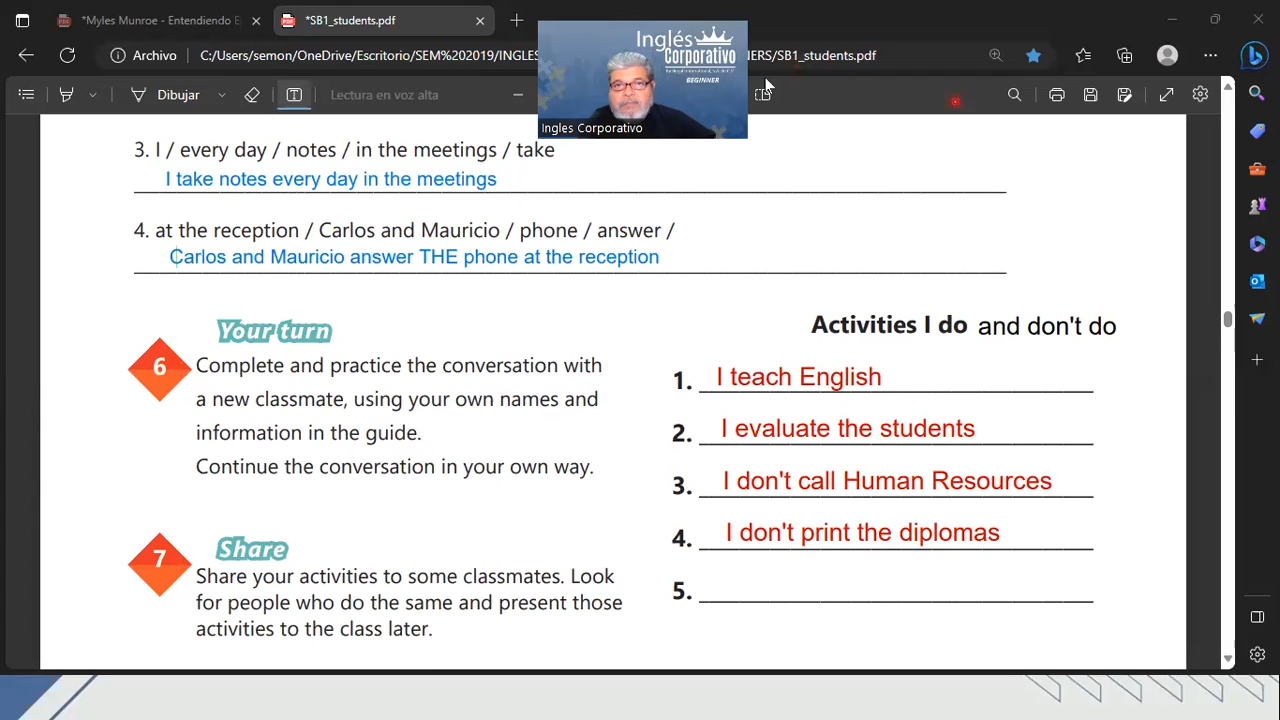 *Myles Munroe - Entendiendo E
*SB1_students.pdf
Archivo
C:/Users/semon/OneDrive/Escritorio/SEM%202019/INGLES
ERS/SB1_students.pdf
Dibujar
Lectura en voz alta
Inglés
Corporativo
BEGINNER
Ingles Corporativo
3. I / every day / notes / in the meetings / take
I take notes every day in the meetings
4. at the reception / Carlos and Mauricio / phone / answer /
Carlos and Mauricio answer THE phone at the reception
6
Your turn
Complete and practice the conversation with
a new classmate, using your own names and
information in the guide.
Continue the conversation in your own way.
7
Share
Share your activities to some classmates. Look
for people who do the same and present those
activities to the class later.
Activities I do and don't do
1. I teach English
2. I evaluate the students
3. I don't call Human Resources
4. I don't print the diplomas
5.